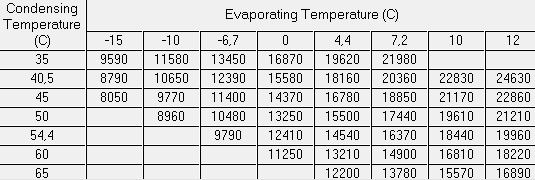 Condensing Temperature (C) Evaporating Temperature (C)
-15 -10 -6,7 0 4,4 7,2 10 12
35 9590 11580 13450 16870 19620 21980
40,5 8790 10650 12390 15580 18160 20360 22830 24630
45 8050 9770 11400 14370 16780 18850 21170 22860
50 8960 10480 13250 15500 17440 19610 21210
54,4 9790 12410 14540 16370 18440 19960
60 11250 13210 14900 16810 18220
65 12200 13780 15570 16890